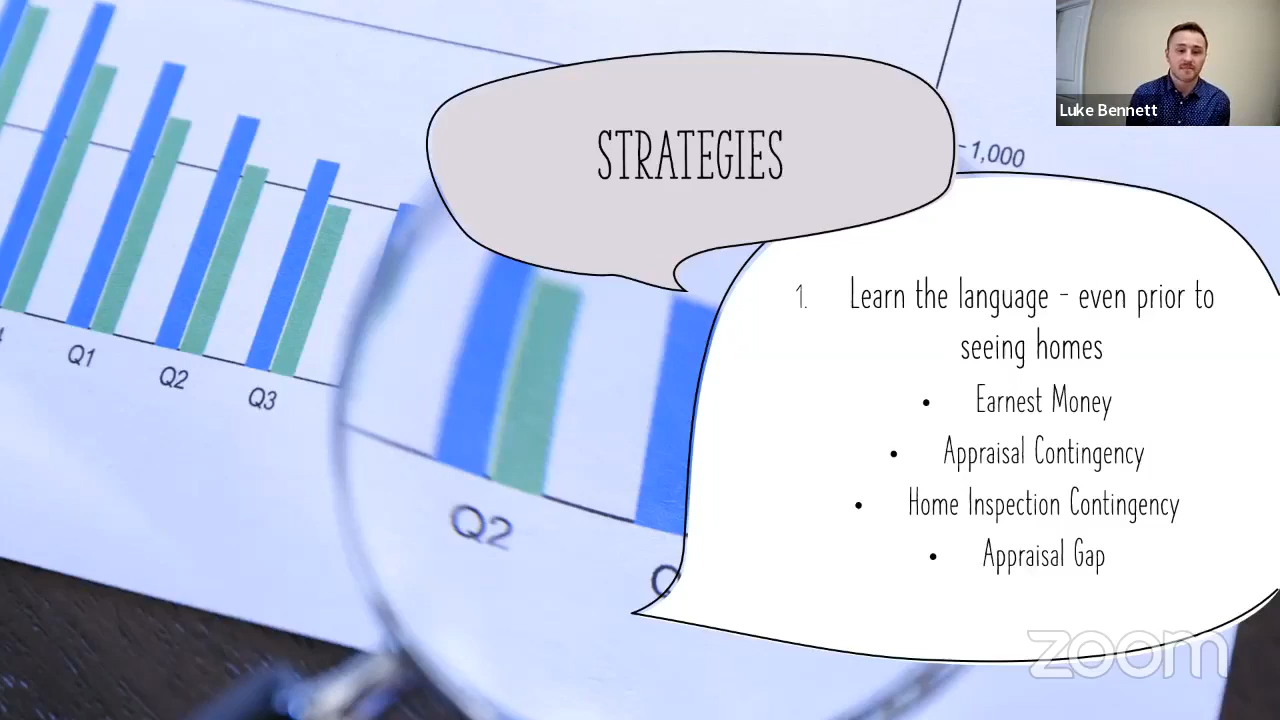 Luke Bennett
STRATEGIES
1,000
1. Learn the language - even prior to
seeing homes
• Earnest Money
• Appraisal Contingency
• Home Inspection Contingency
• Appraisal Gap
Q1
Q2
Q3
Q2
zoom